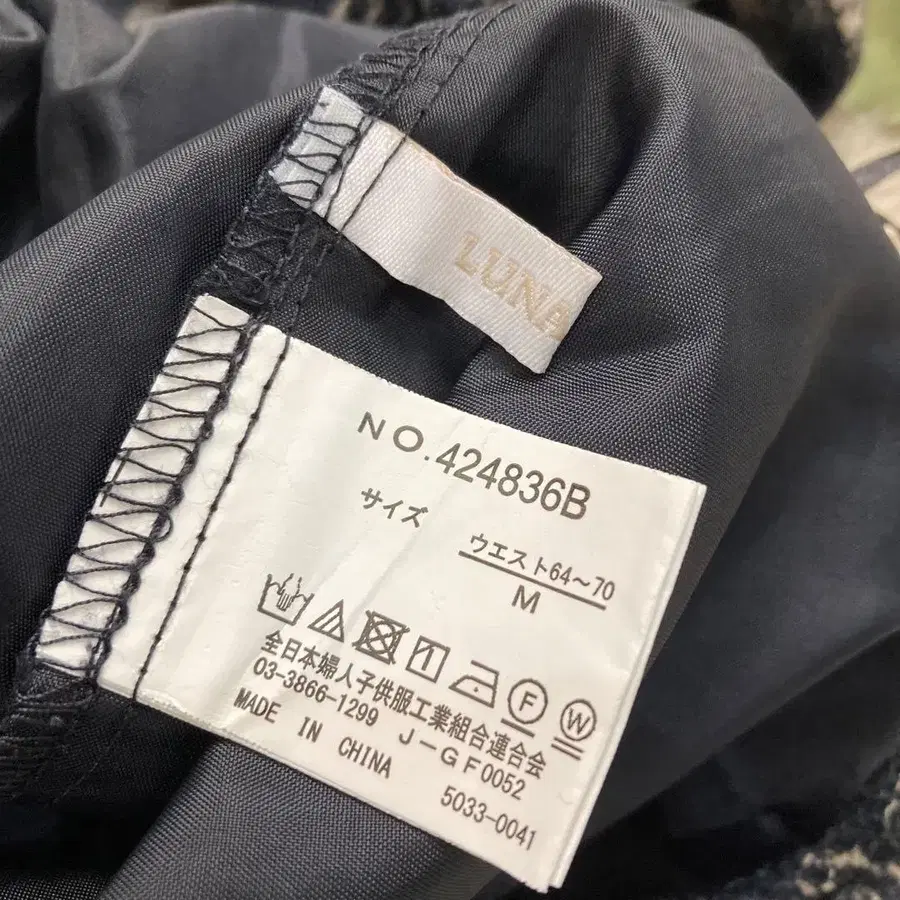 LUNA
NO.424836B
サイズ
ウエスト64～70
M
F
W
全日本婦人子供服工業組合連合会
03-3866-1299 J-GF0052
MADE IN CHINA
5033-0041